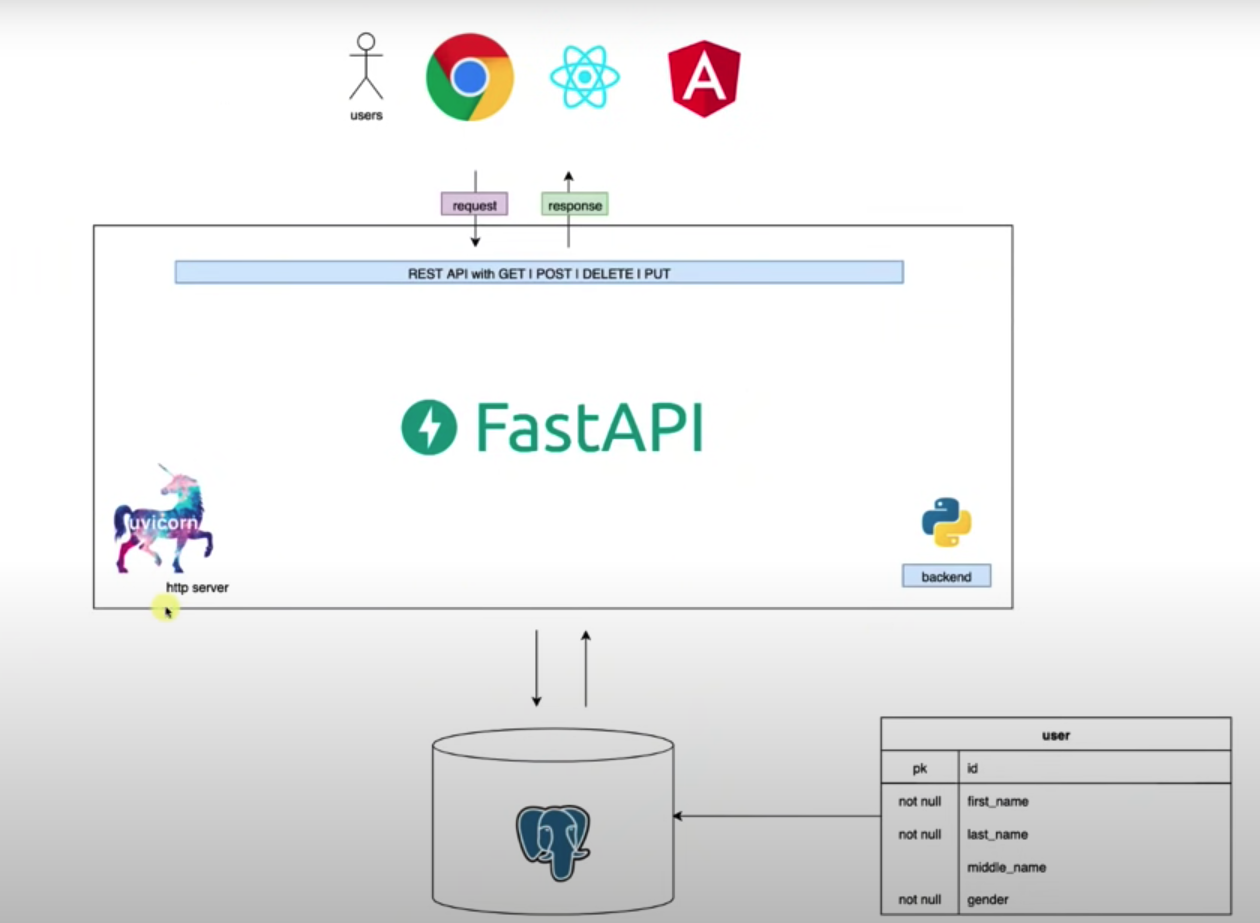 users
request
response
REST API with GET | POST | DELETE | PUT
FastAPI
uvicorn
http server
backend
user
pk id
not null first_name
not null last_name
middle_name
not null gender